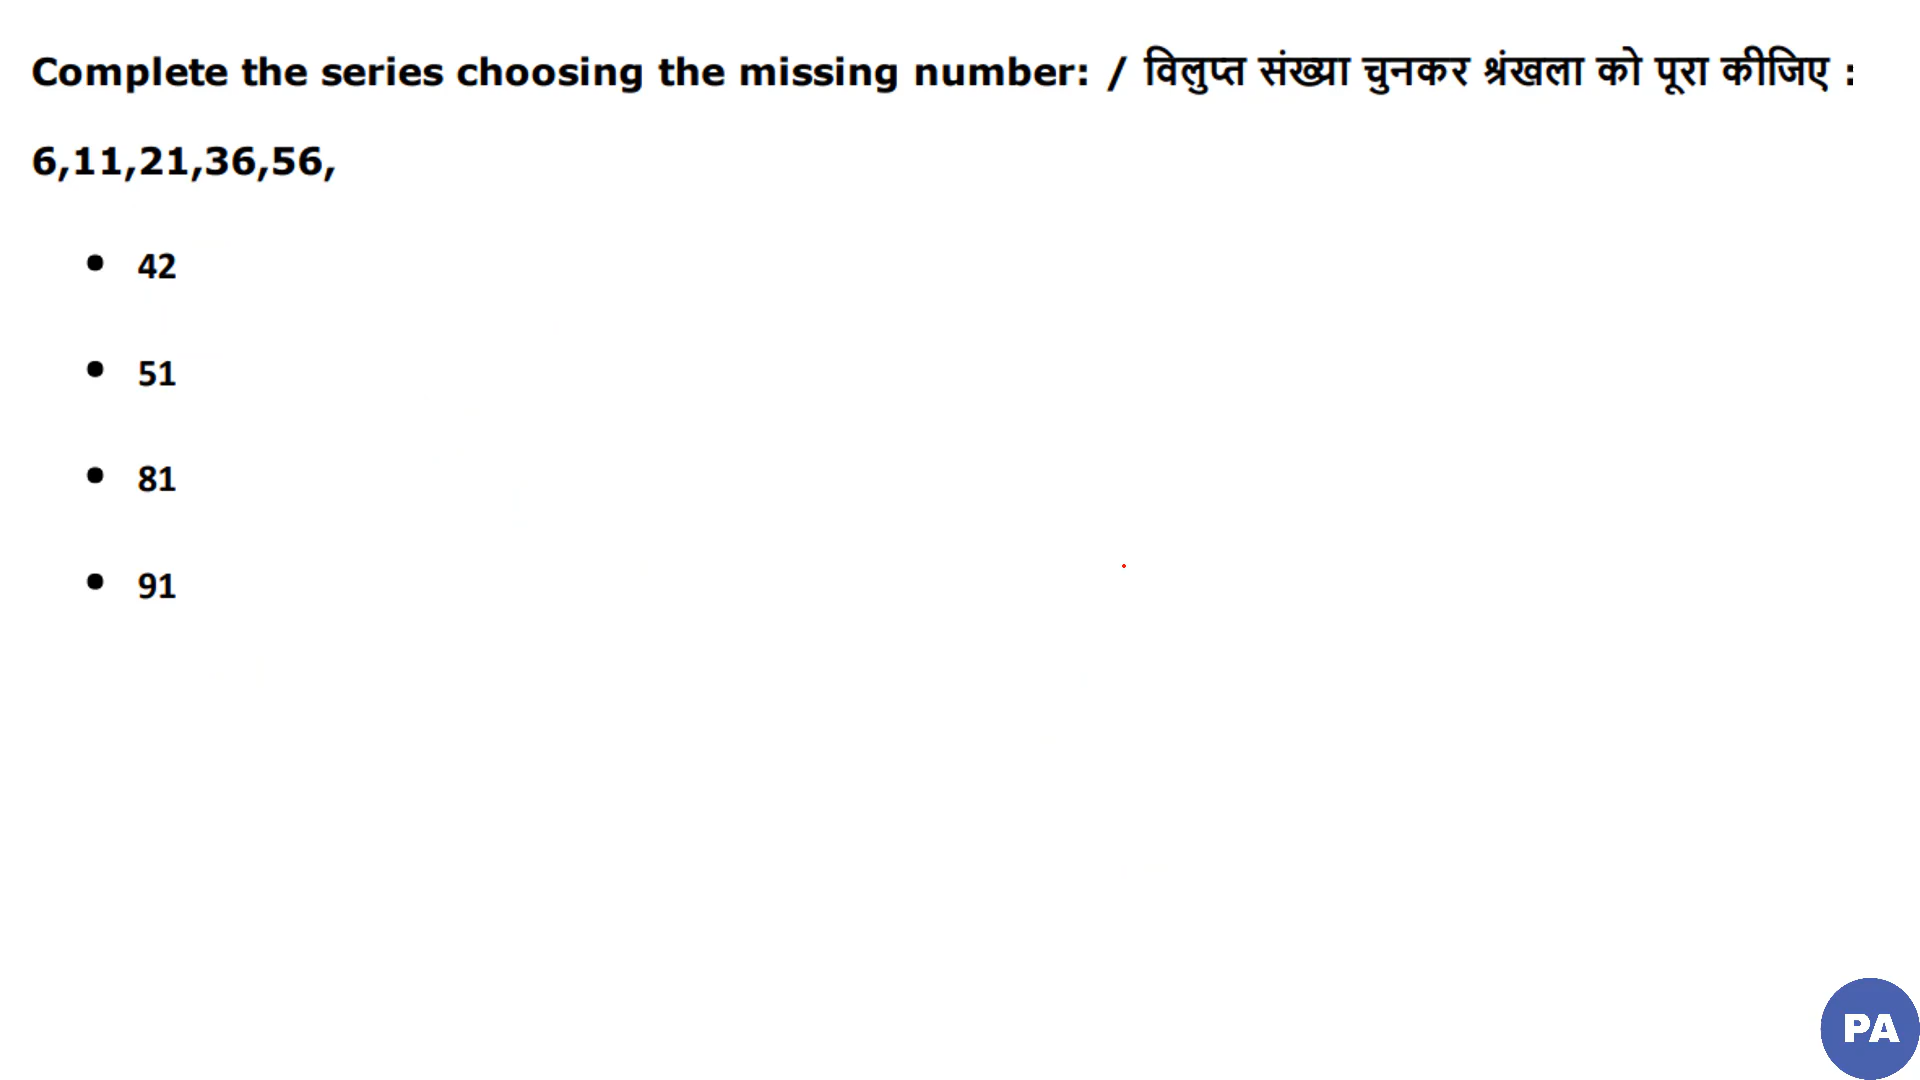 Complete the series choosing the missing number: / विलुप्त संख्या चुनकर श्रंखला को पूरा कीजिए :
6,11,21,36,56,
• 42
• 51
• 81
• 91
PA